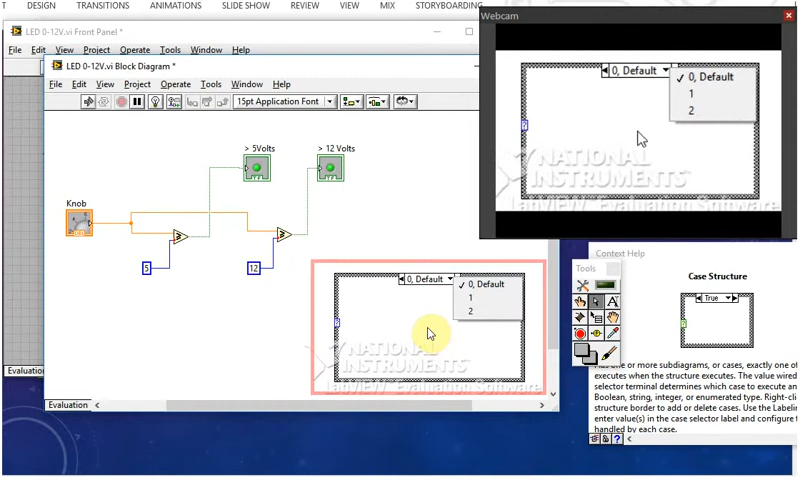 T DESIGN TRANSITIONS ANIMATIONS SLIDE SHOW REVIEW VIEW MIX STORYBOARDING
LED 0-12V.vi Front Panel *
File Edit View Project Operate Tools Window Help
LED 0-12V.vi Block Diagram *
File Edit View Project Operate Tools Window Help
15pt Application Font
> 5Volts
> 12 Volts
Knob
5
12
0, Default
0, Default
1
2
NATIONAL
INSTRUMENTS
LabVIEW Evaluation Software
Evaluation
Evaluation
Webcam
0, Default
0, Default
1
2
NATIONAL
INSTRUMENTS
LabVIEW Evaluation Software
Context Help
Tools
Case Structure
True
Has one or more subdiagrams, or cases, exactly one of
executes when the structure executes. The value wired
selector terminal determines which case to execute an
Boolean, string, integer, or enumerated type. Right-cli
structure border to add or delete cases. Use the Labelin
enter value(s) in the case selector label and configure t
handled by each case.